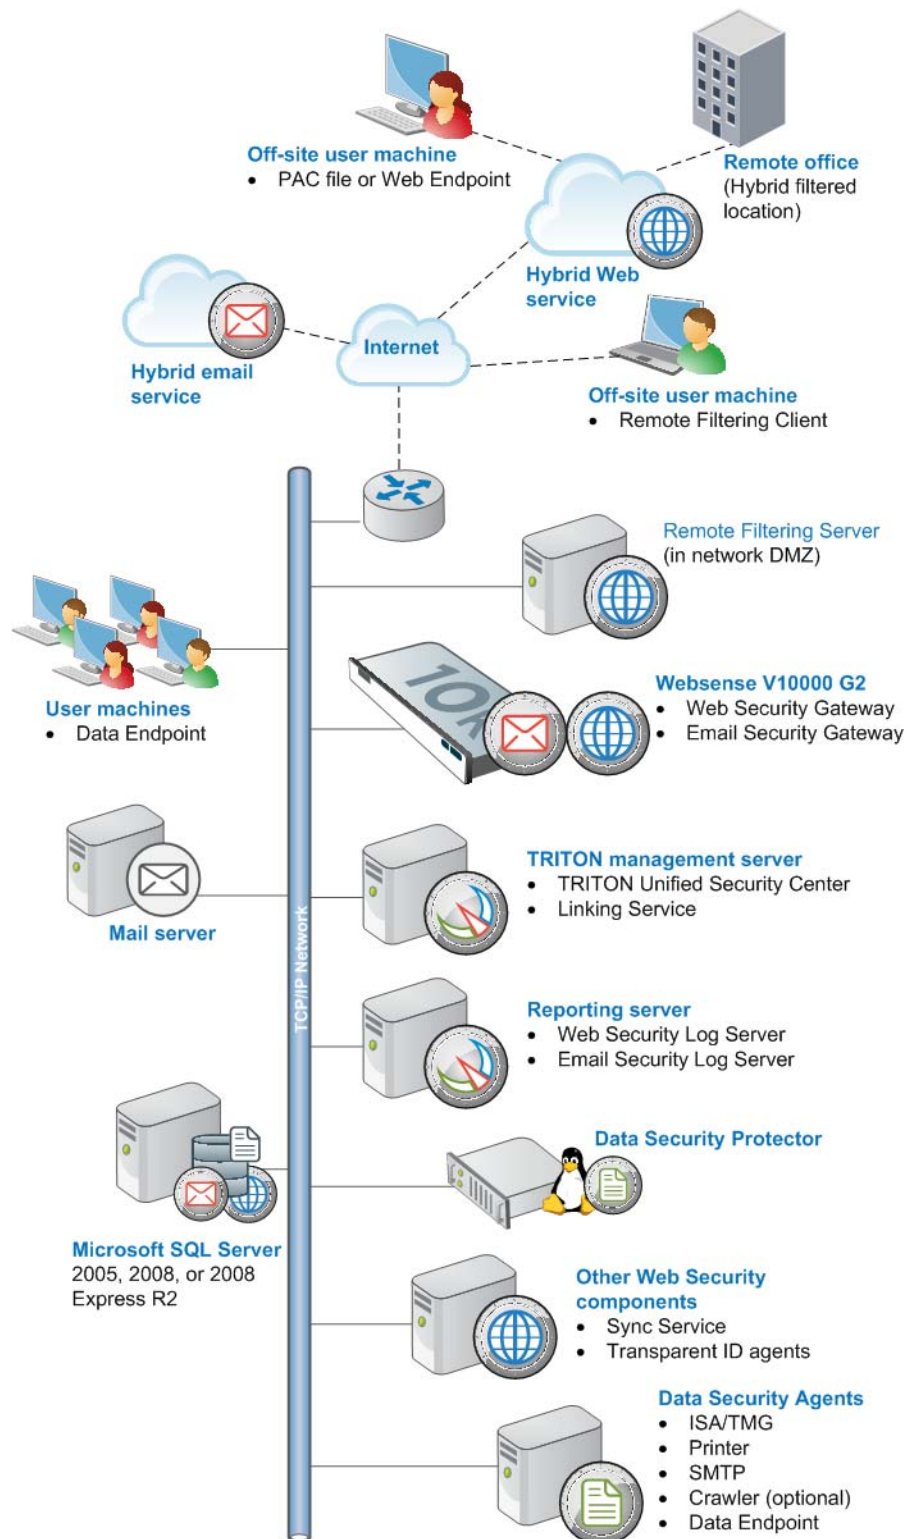 Off-site user machine
• PAC file or Web Endpoint
Remote office
(Hybrid filtered
location)
Hybrid Web
service
Internet
Hybrid email
service
Off-site user machine
• Remote Filtering Client
Remote Filtering Server
(in network DMZ)
User machines
• Data Endpoint
10K
Websense V10000 G2
• Web Security Gateway
• Email Security Gateway
Mail server
TRITON management server
• TRITON Unified Security Center
• Linking Service
TCP/IP Network
Reporting server
• Web Security Log Server
• Email Security Log Server
Data Security Protector
Microsoft SQL Server
2005, 2008, or 2008
Express R2
Other Web Security
components
• Sync Service
• Transparent ID agents
Data Security Agents
• ISA/TMG
• Printer
• SMTP
• Crawler (optional)
• Data Endpoint